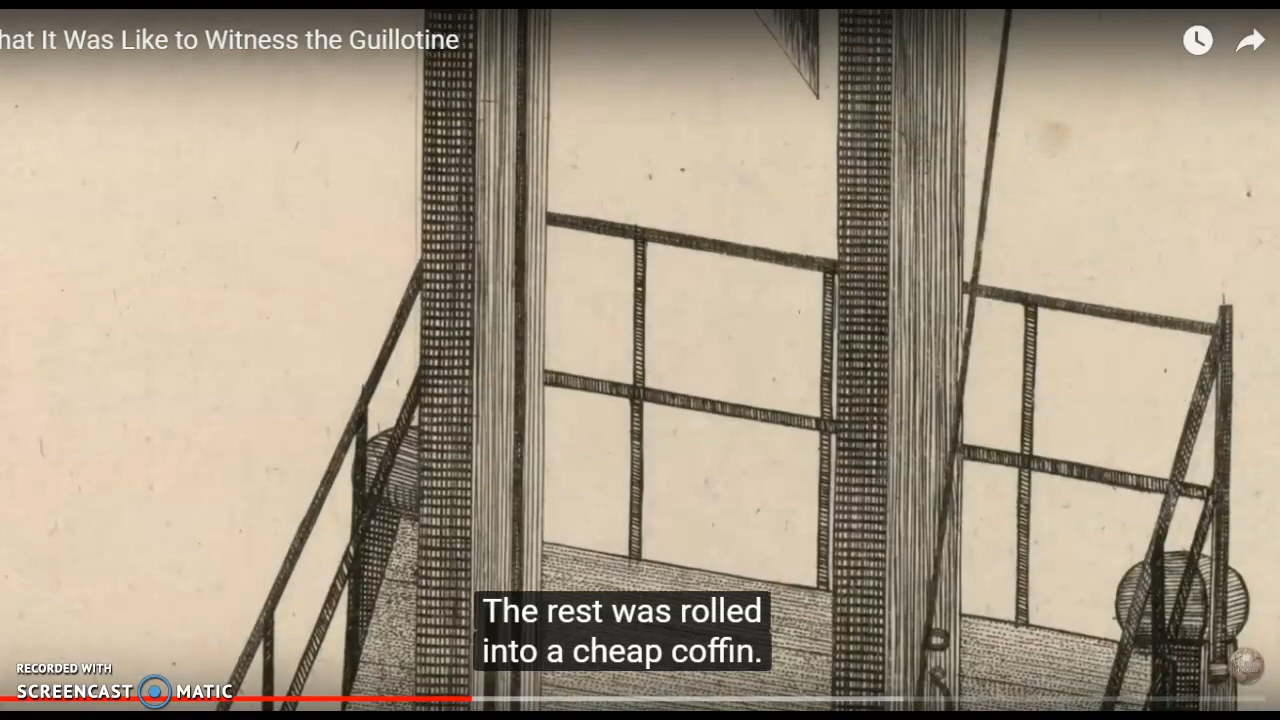 hat It Was Like to Witness the Guillotine
The rest was rolled
into a cheap coffin.
RECORDED WITH
SCREENCAST MATIC